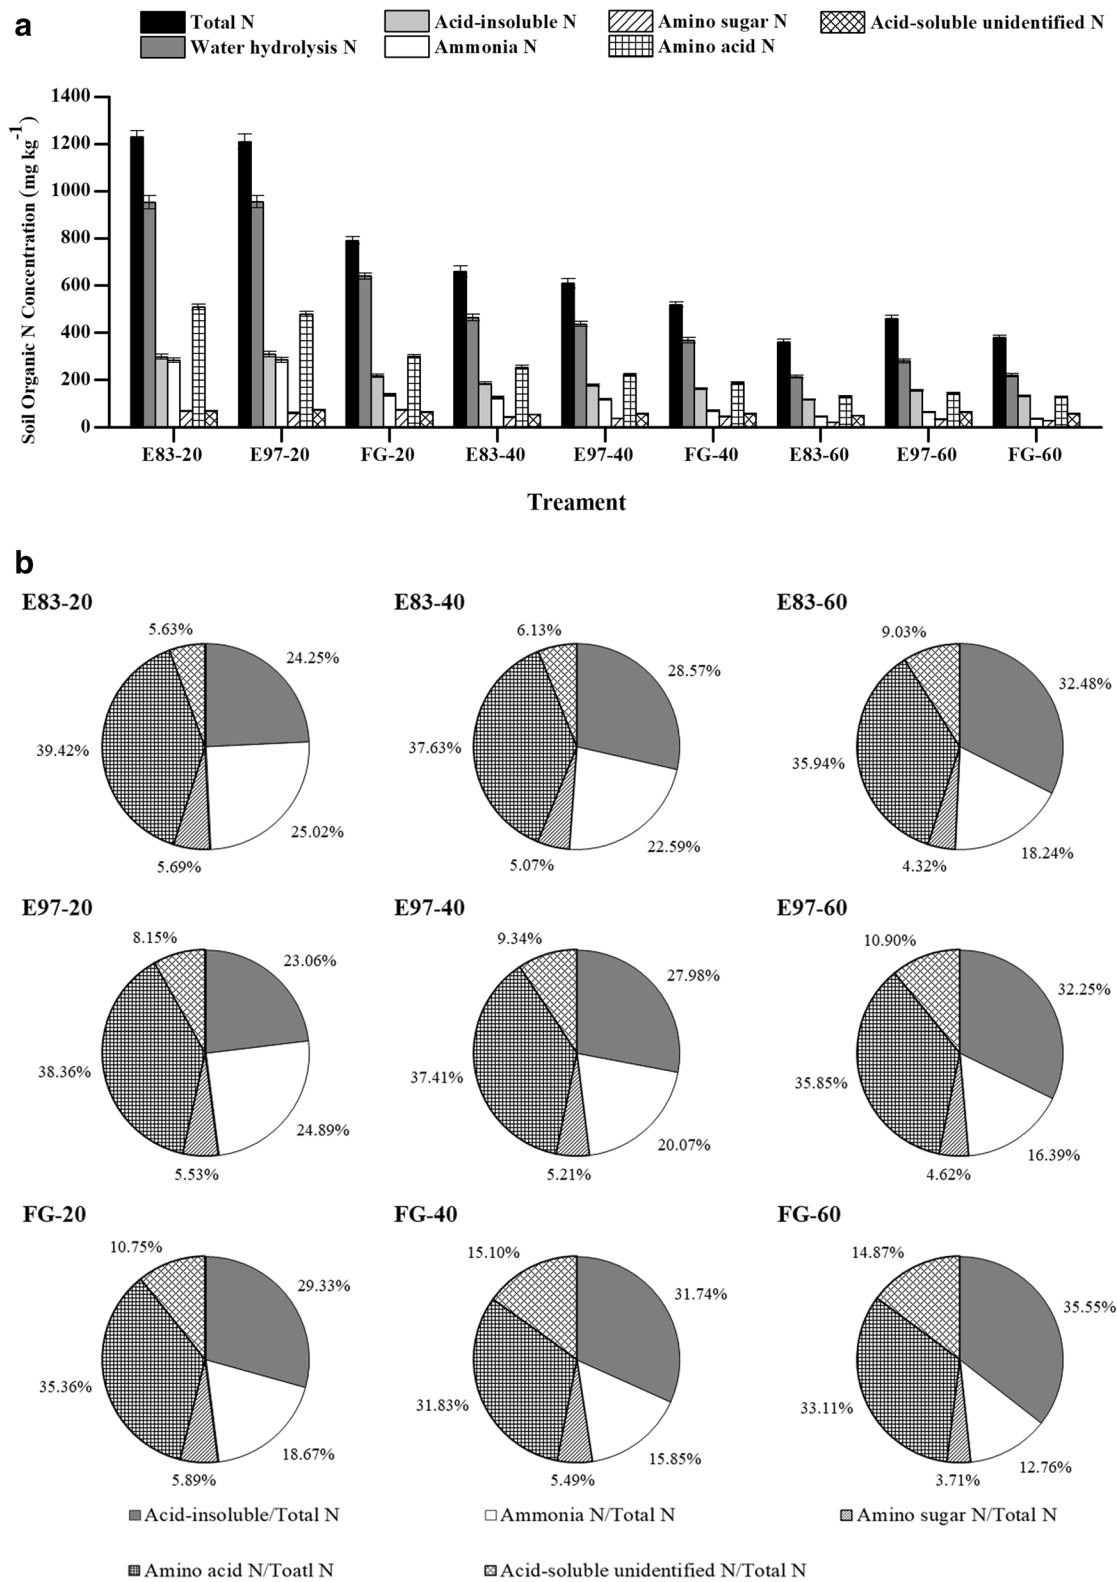 a
Total N
Acid-insoluble N
Amino sugar N
Acid-soluble unidentified N
Water hydrolysis N
Ammonia N
Amino acid N
Soil Organic N Concentration (mg kg-1)
1400
1200
1000
800
600
400
200
0
E83-20 E97-20 FG-20 E83-40 E97-40 FG-40 E83-60 E97-60 FG-60
Treament
b
E83-20
5.63%
24.25%
39.42%
25.02%
5.69%
E83-40
6.13%
28.57%
37.63%
22.59%
5.07%
E83-60
9.03%
32.48%
35.94%
18.24%
4.32%
E97-20
8.15%
23.06%
38.36%
24.89%
5.53%
E97-40
9.34%
27.98%
37.41%
20.07%
5.21%
E97-60
10.90%
32.25%
35.85%
16.39%
4.62%
FG-20
10.75%
29.33%
35.36%
18.67%
5.89%
FG-40
15.10%
31.74%
31.83%
15.85%
5.49%
FG-60
14.87%
35.55%
33.11%
12.76%
3.71%
Acid-insoluble/Total N
Ammonia N/Total N
Amino sugar N/Total N
Amino acid N/Toatl N
Acid-soluble unidentified N/Total N